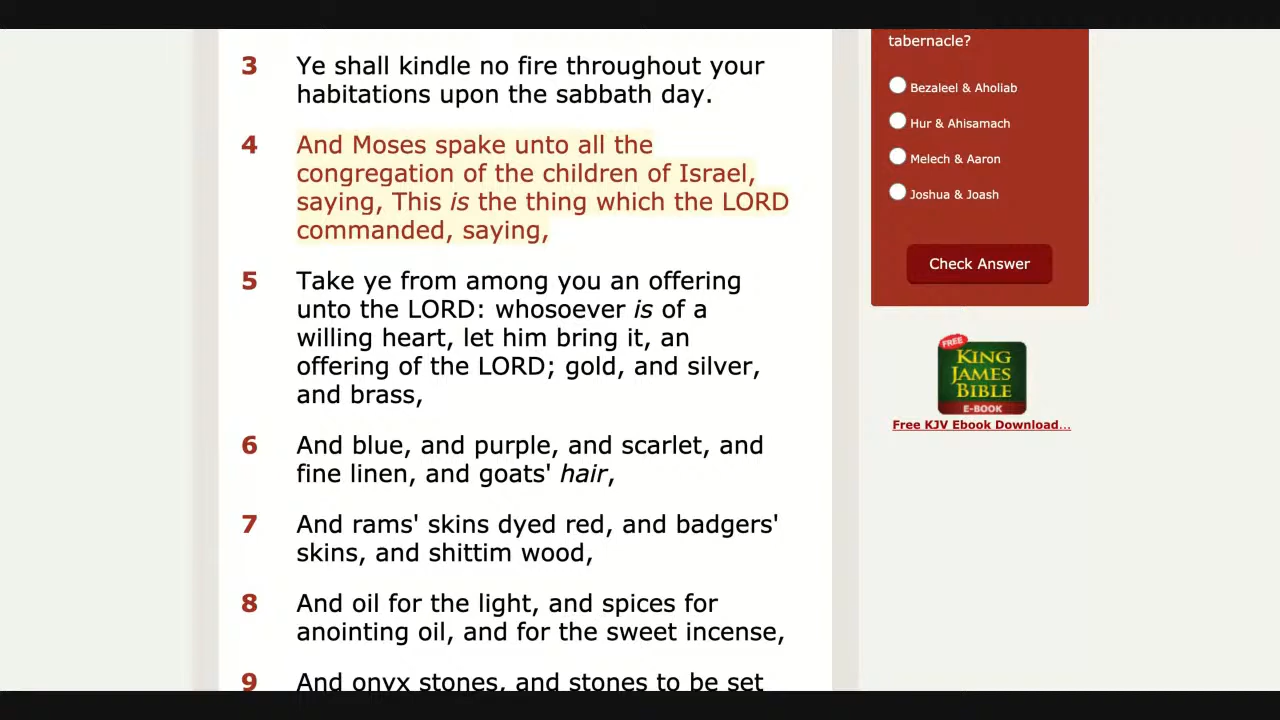 3 Ye shall kindle no fire throughout your
habitations upon the sabbath day.
4 And Moses spake unto all the
congregation of the children of Israel,
saying, This is the thing which the LORD
commanded, saying,
5 Take ye from among you an offering
unto the LORD: whosoever is of a
willing heart, let him bring it, an
offering of the LORD; gold, and silver,
and brass,
6 And blue, and purple, and scarlet, and
fine linen, and goats' hair,
7 And rams' skins dyed red, and badgers'
skins, and shittim wood,
8 And oil for the light, and spices for
anointing oil, and for the sweet incense,
9 And onyx stones, and stones to be set
tabernacle?
Bezaleel & Aholiab
Hur & Ahisamach
Melech & Aaron
Joshua & Joash
Check Answer
FREE
KING
JAMES
BIBLE
E-BOOK
Free KJV Ebook Download...